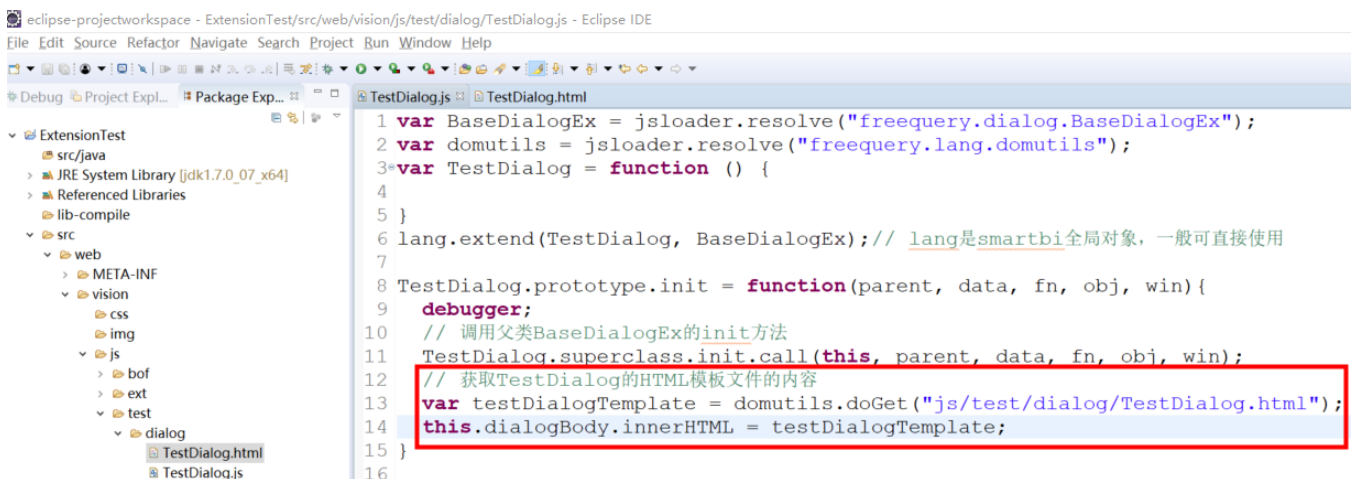 eclipse-projectworkspace - ExtensionTest/src/web/vision/js/test/dialog/TestDialog.js - Eclipse IDE
File Edit Source Refactor Navigate Search Project Run Window Help
Debug Project Expl... Package Exp... TestDialog.js TestDialog.html
ExtensionTest
src/java
JRE System Library [jdk1.7.0_07_x64]
Referenced Libraries
lib-compile
src
web
META-INF
vision
css
img
js
bof
ext
test
dialog
TestDialog.html
TestDialog.js
1 var BaseDialogEx = jsloader.resolve("freequery.dialog.BaseDialogEx");
2 var domutils = jsloader.resolve("freequery.lang.domutils");
3 var TestDialog = function () {
4
5 }
6 lang.extend(TestDialog, BaseDialogEx);// lang是smartbi全局对象，一般可直接使用
7
8 TestDialog.prototype.init = function(parent, data, fn, obj, win){
9 debugger;
10 // 调用父类BaseDialogEx的init方法
11 TestDialog.superclass.init.call(this, parent, data, fn, obj, win);
12 // 获取TestDialog的HTML模板文件的内容
13 var testDialogTemplate = domutils.doGet("js/test/dialog/TestDialog.html");
14 this.dialogBody.innerHTML = testDialogTemplate;
15 }
16